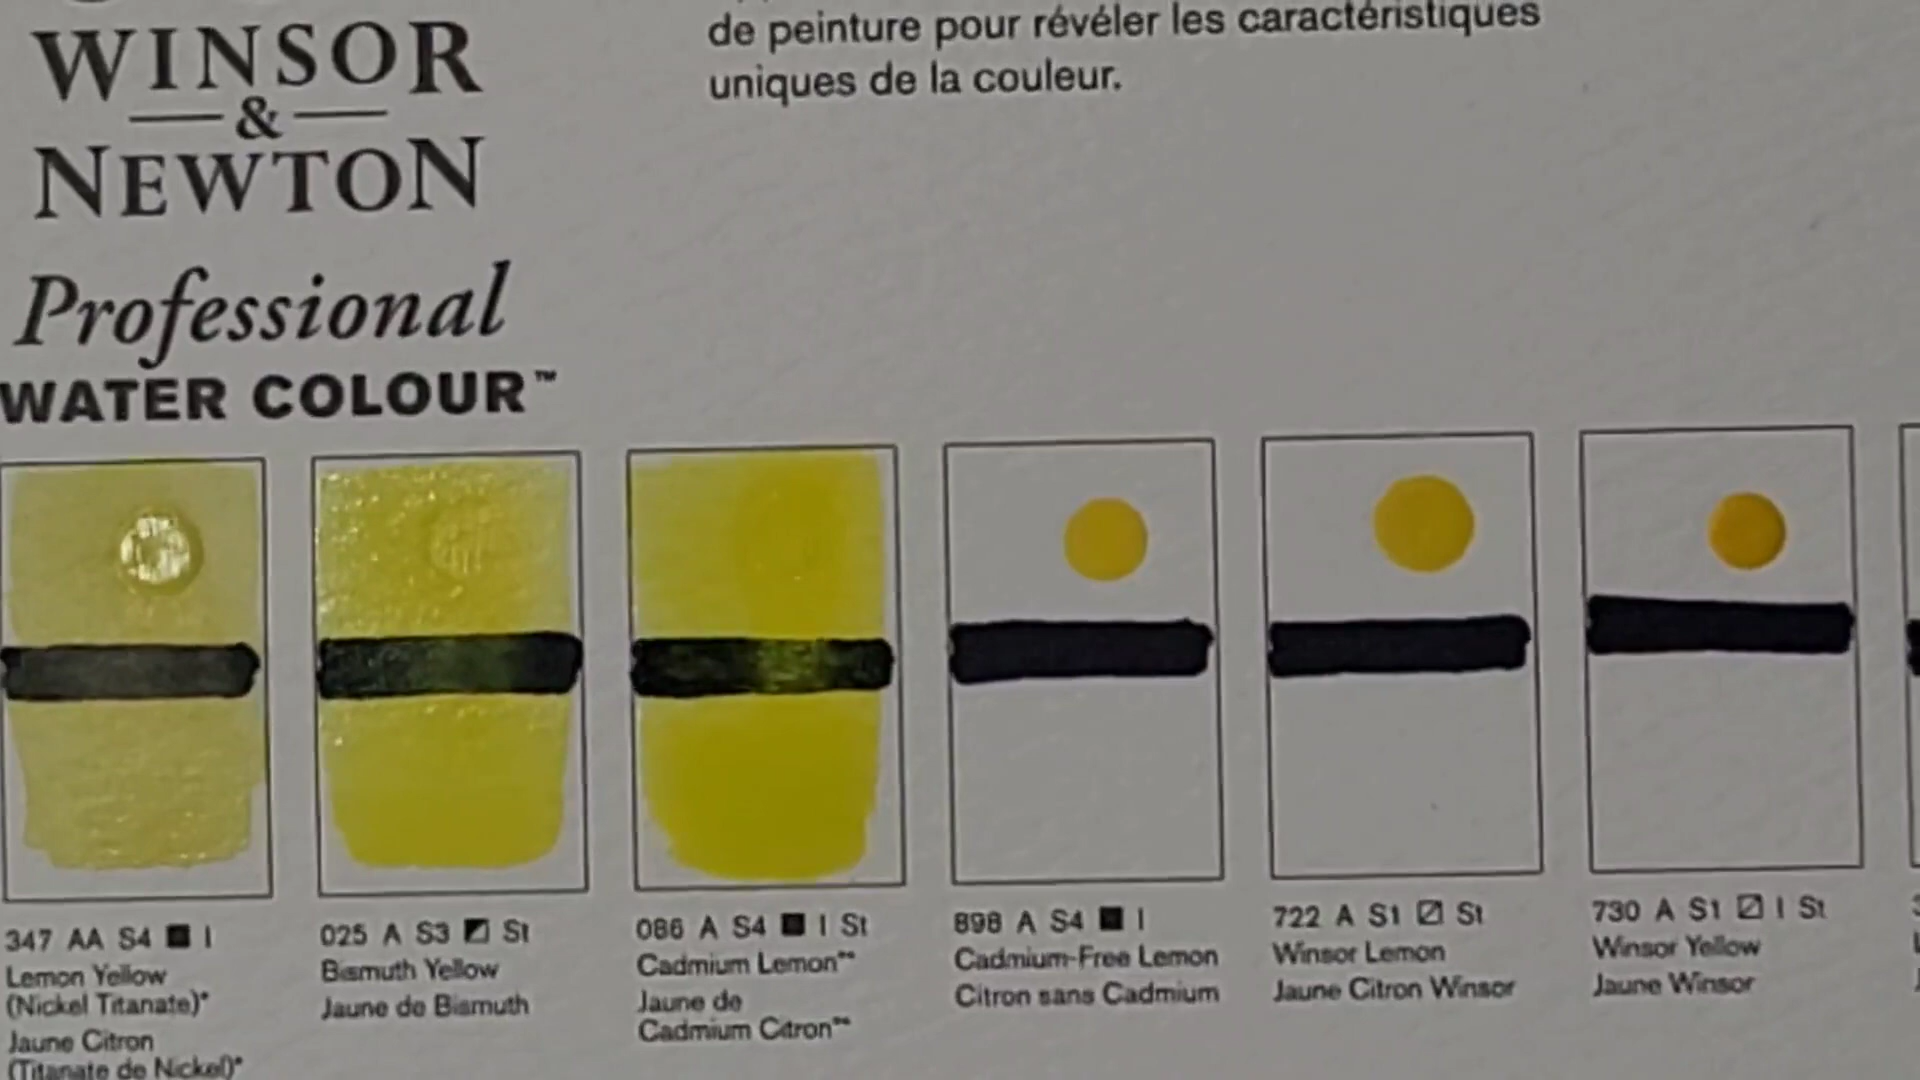 de peinture pour révéler les caractéristiques
uniques de la couleur.
WINSOR
&
NEWTON
Professional
WATER COLOUR™
347 AA S4 ■ I
Lemon Yellow
(Nickel Titanate)*
Jaune Citron
(Titanate de Nickel)*
025 A S3 ◩ St
Bismuth Yellow
Jaune de Bismuth
086 A S4 ■ I St
Cadmium Lemon**
Jaune de
Cadmium Citron**
898 A S4 ■ I
Cadmium-Free Lemon
Citron sans Cadmium
722 A S1 ⍁ St
Winsor Lemon
Jaune Citron Winsor
730 A S1 ⍁ I St
Winsor Yellow
Jaune Winsor